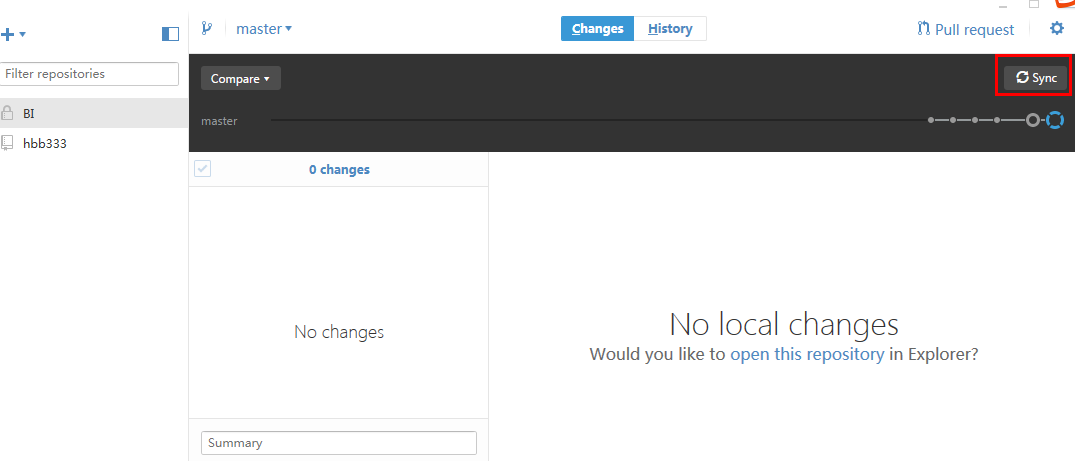 master
Changes
History
Pull request
Filter repositories
Compare
Sync
BI
master
hbb333
0 changes
No changes
No local changes
Would you like to open this repository in Explorer?
Summary